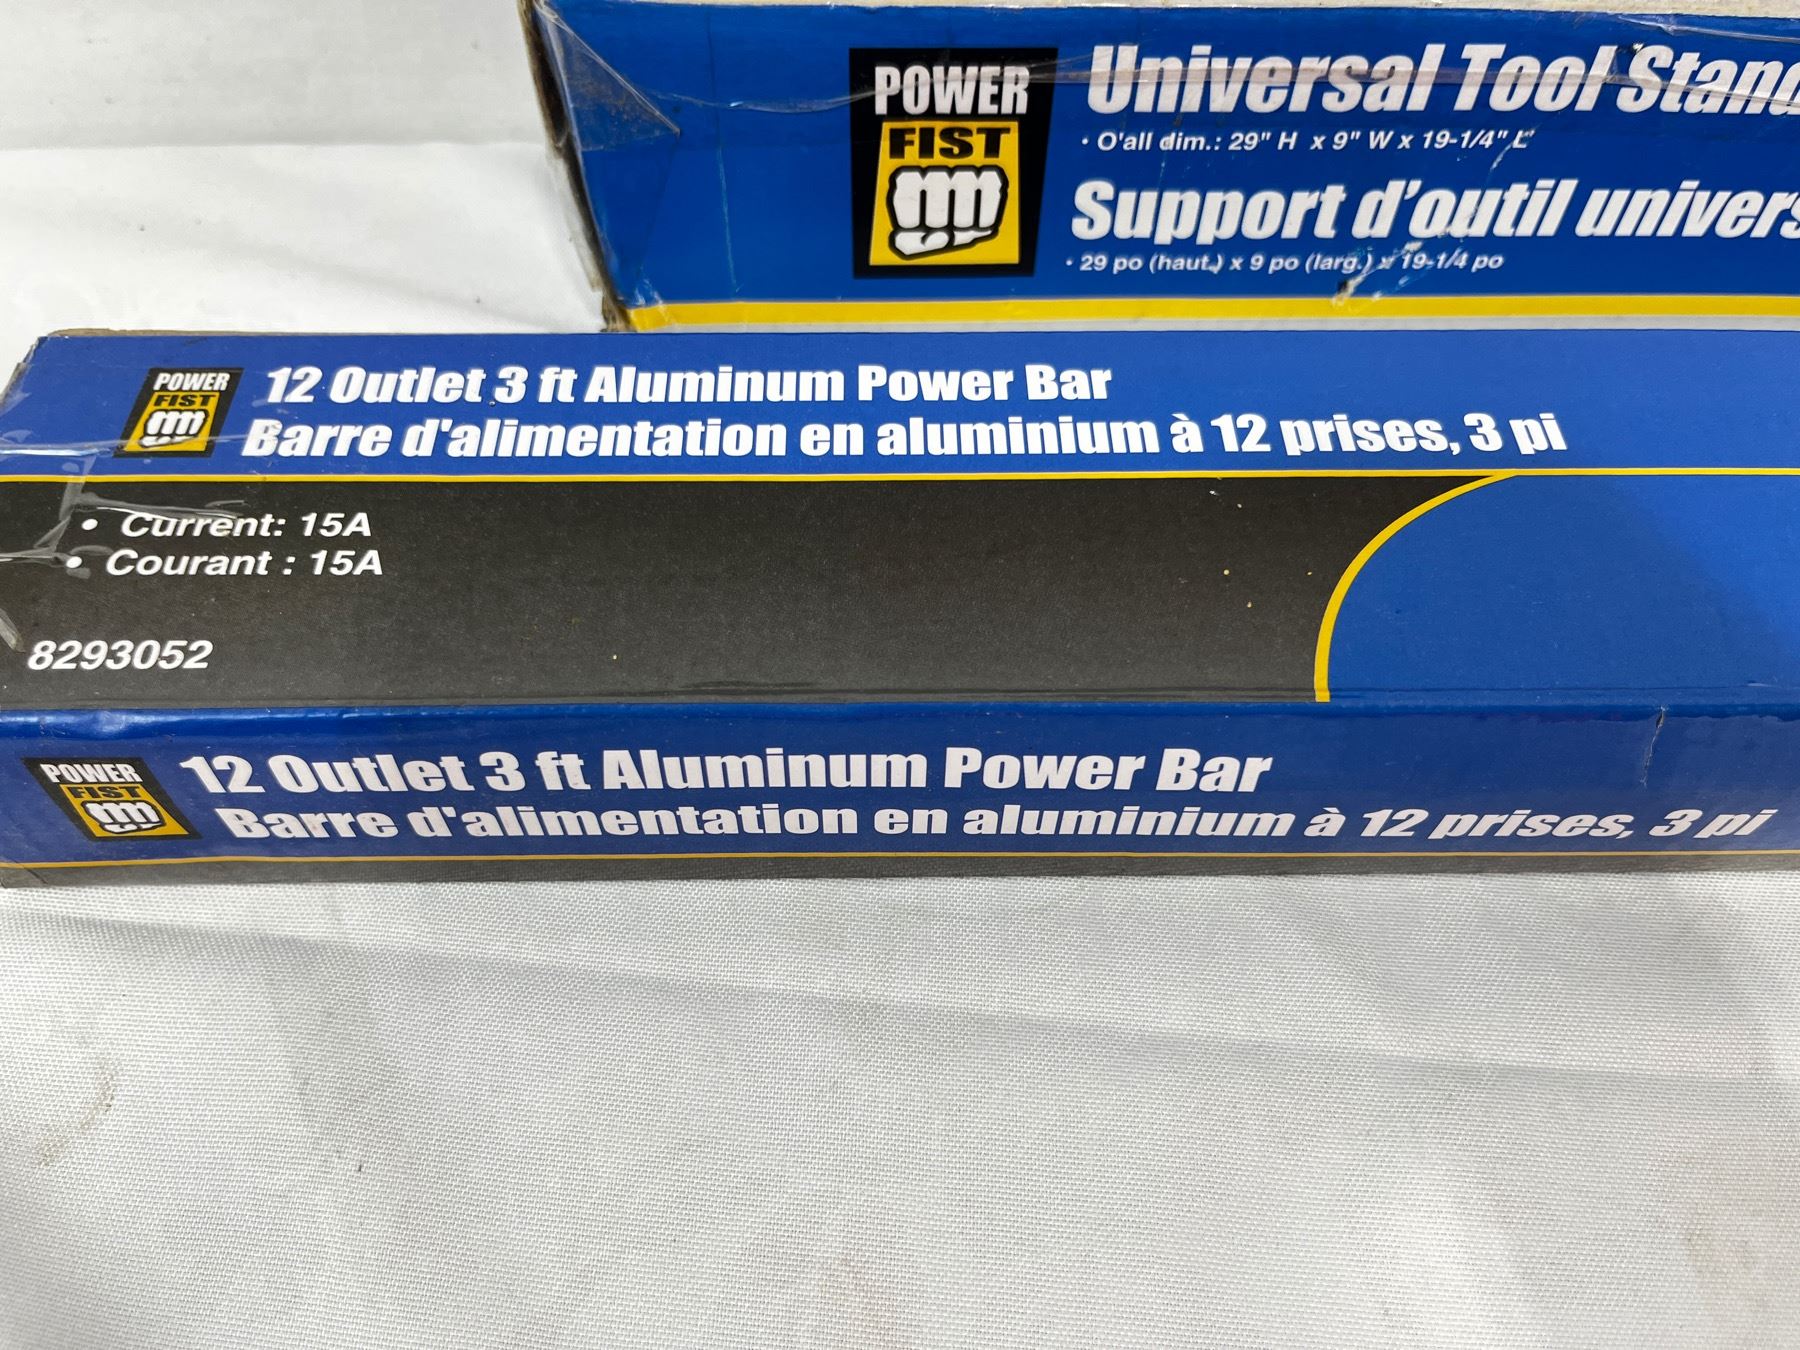 POWER
FIST
Universal Tool Stand
• O'all dim.: 29" H x 9" W x 19-1/4" L
Support d'outil univers
• 29 po (haut.) x 9 po (larg.) x 19-1/4 po
POWER
FIST
12 Outlet 3 ft Aluminum Power Bar
Barre d'alimentation en aluminium à 12 prises, 3 pi
• Current: 15A
• Courant : 15A
8293052
POWER
FIST
12 Outlet 3 ft Aluminum Power Bar
Barre d'alimentation en aluminium à 12 prises, 3 pi